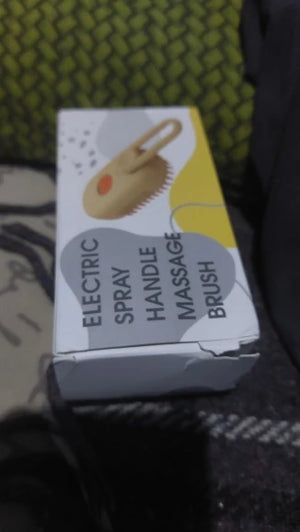 ELECTRIC
SPRAY
HANDLE
MASSAGE
BRUSH